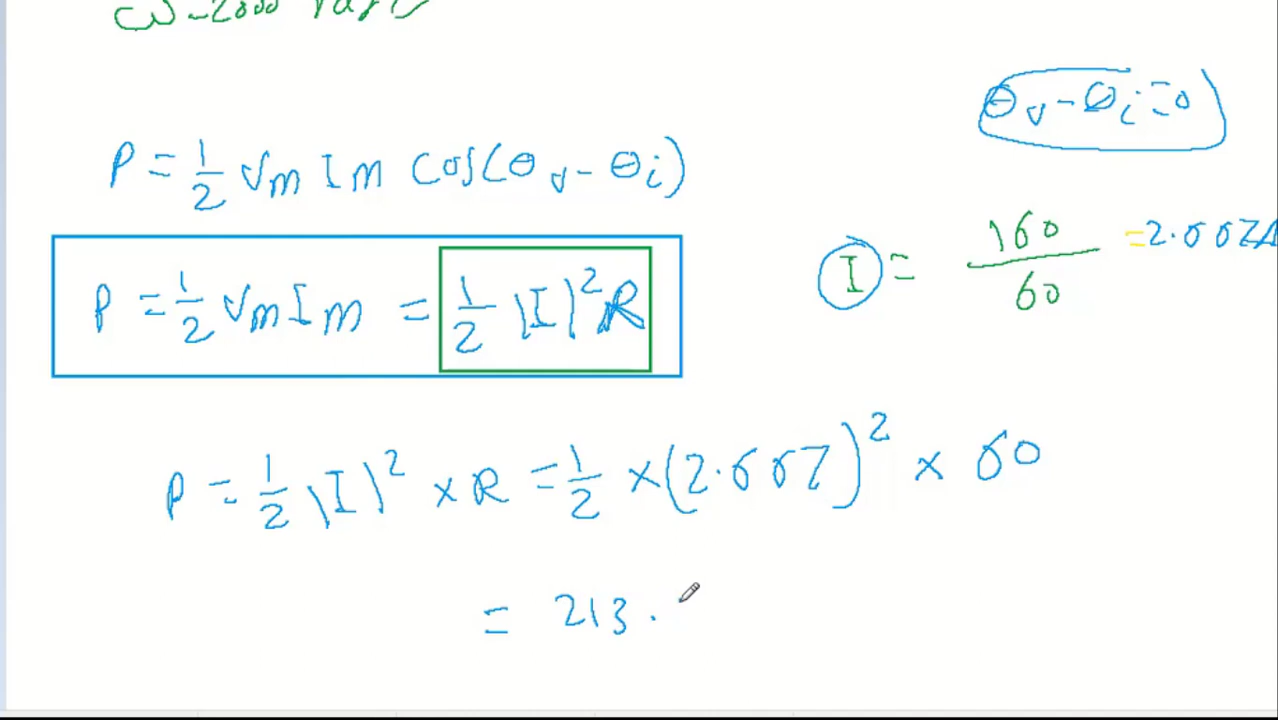 ω=2000 rad/s
θv-θi=0
P=1/2 Vm Im Cos(θv-θi)
I = 160/60 =2.667A
P=1/2 Vm Im = 1/2 |I|²R
P=1/2 |I|² × R = 1/2 ×(2.667)² × 60
= 213.